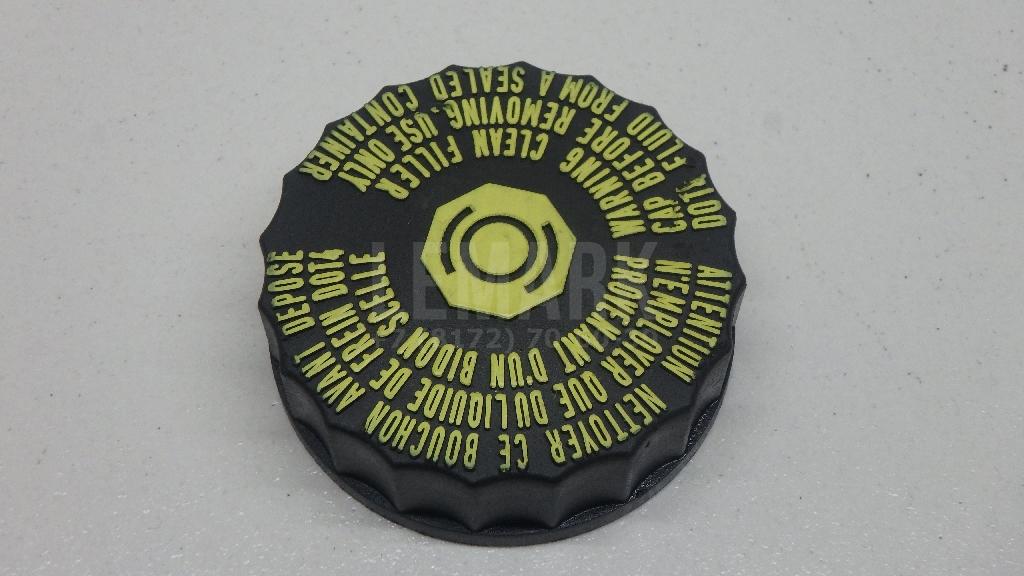 WARNING CLEAN FILLER
CAP BEFORE REMOVING. USE ONLY
DOT4 FLUID FROM A SEALED CONTAINER
ATTENTION NETTOYER CE BOUCHON AVANT DEPOSE
N'EMPLOYER QUE DU LIQUIDE DE FREIN DOT4
PROVENANT D'UN BIDON SCELLE
LEMARK